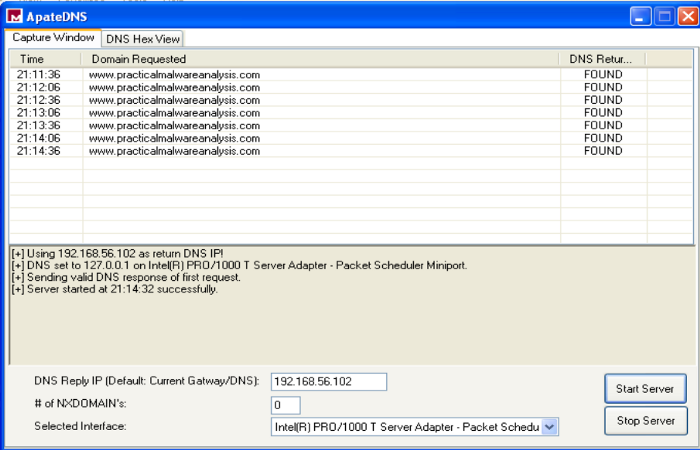 ApateDNS
Capture Window DNS Hex View
Time Domain Requested DNS Retur...
21:11:36 www.practicalmalwareanalysis.com FOUND
21:12:06 www.practicalmalwareanalysis.com FOUND
21:12:36 www.practicalmalwareanalysis.com FOUND
21:13:06 www.practicalmalwareanalysis.com FOUND
21:13:36 www.practicalmalwareanalysis.com FOUND
21:14:06 www.practicalmalwareanalysis.com FOUND
21:14:36 www.practicalmalwareanalysis.com FOUND
[+] Using 192.168.56.102 as return DNS IP!
[+] DNS set to 127.0.0.1 on Intel(R) PRO/1000 T Server Adapter - Packet Scheduler Miniport.
[+] Sending valid DNS response of first request.
[+] Server started at 21:14:32 successfully.
DNS Reply IP (Default: Current Gatway/DNS): 192.168.56.102
# of NXDOMAIN's: 0
Selected Interface: Intel(R) PRO/1000 T Server Adapter - Packet Schedu
Start Server
Stop Server